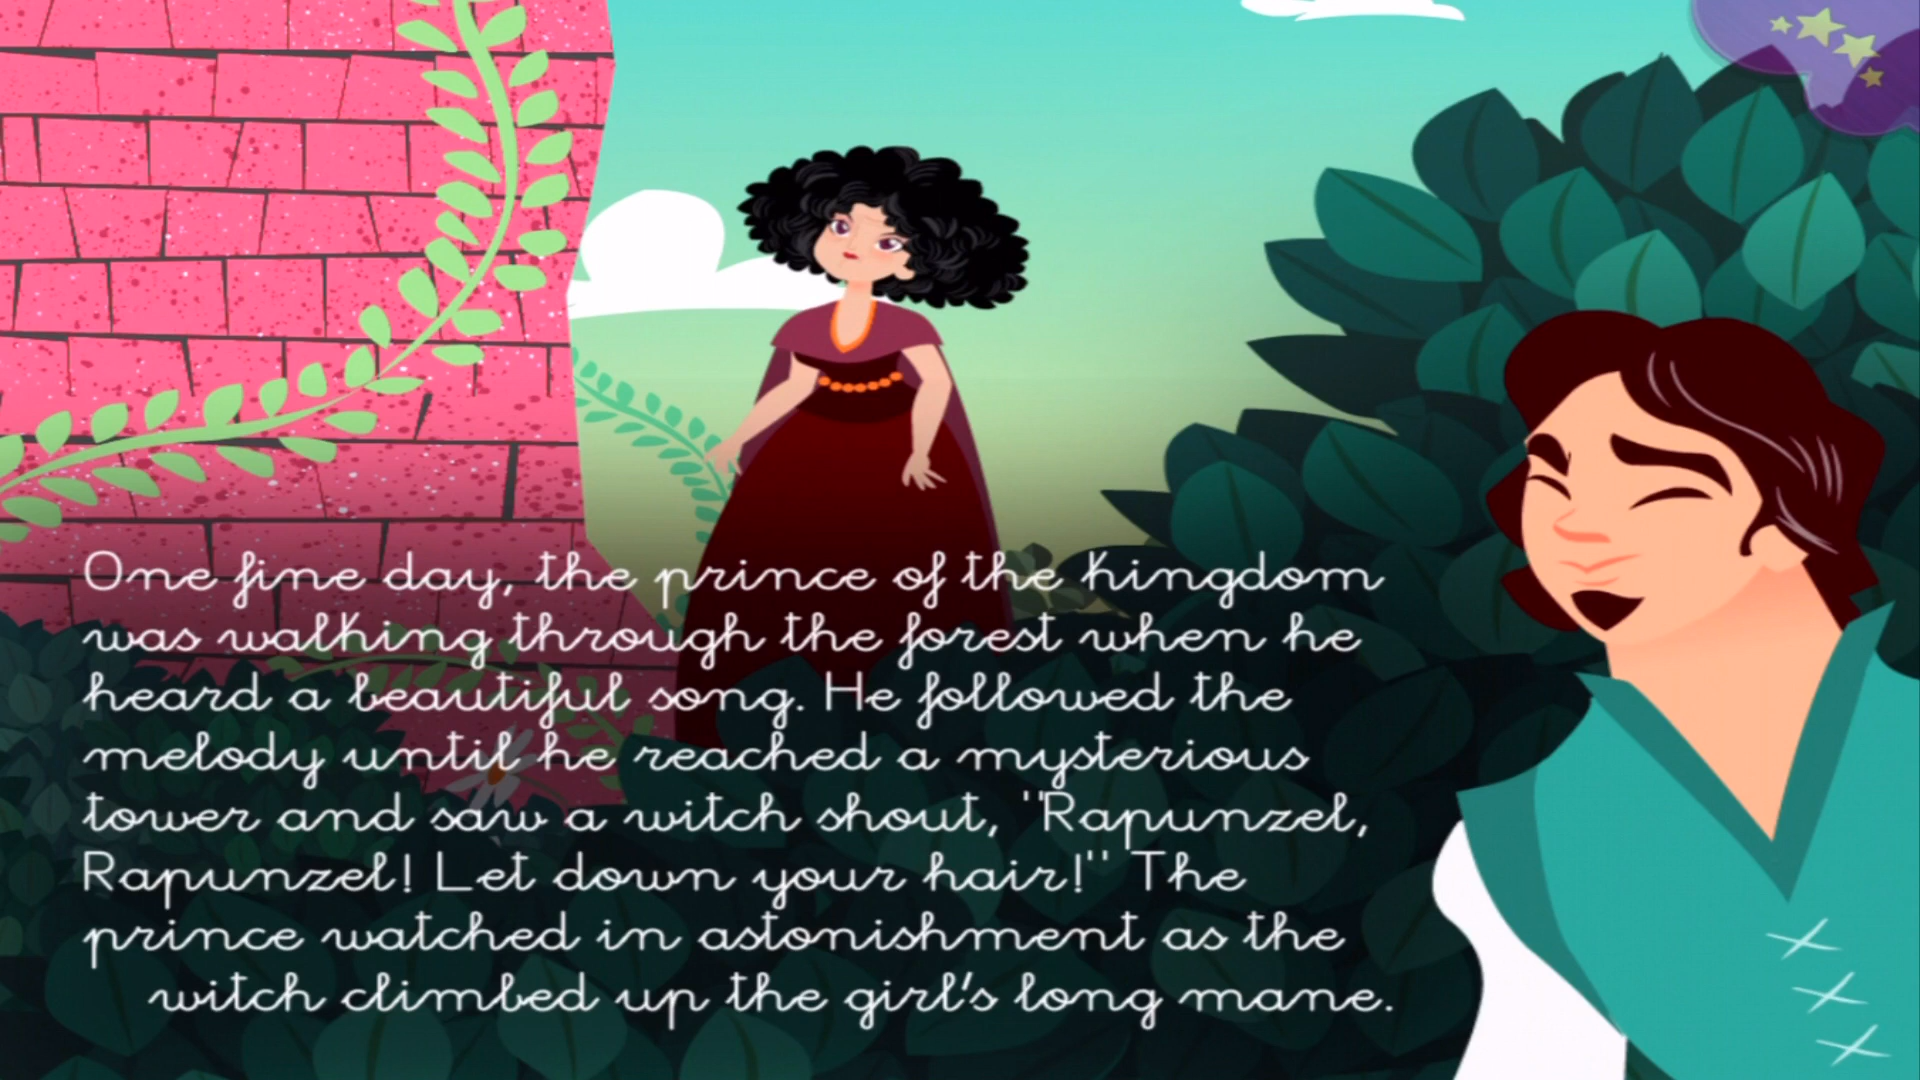 One fine day, the prince of the kingdom
was walking through the forest when he
heard a beautiful song. He followed the
melody until he reached a mysterious
tower and saw a witch shout, "Rapunzel,
Rapunzel! Let down your hair!" The
prince watched in astonishment as the
witch climbed up the girl's long mane.